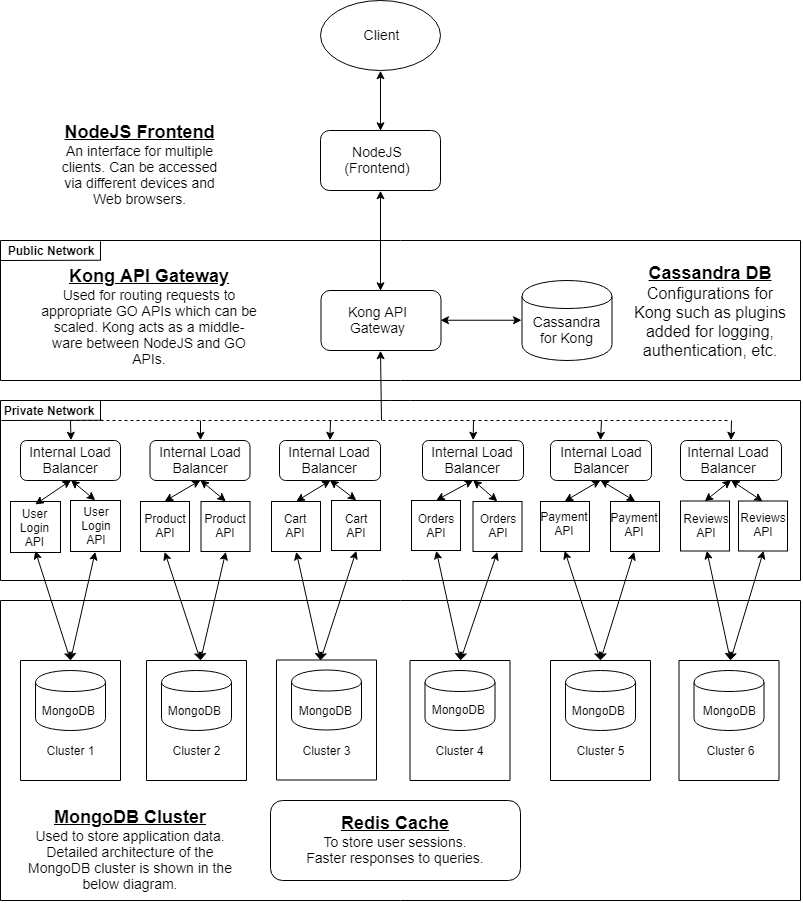 Client
NodeJS Frontend
An interface for multiple
clients. Can be accessed
via different devices and
Web browsers.
NodeJS
(Frontend)
Public Network
Kong API Gateway
Used for routing requests to
appropriate GO APIs which can be
scaled. Kong acts as a middle-
ware between NodeJS and GO
APIs.
Kong API
Gateway
Cassandra
for Kong
Cassandra DB
Configurations for
Kong such as plugins
added for logging,
authentication, etc.
Private Network
Internal Load
Balancer
Internal Load
Balancer
Internal Load
Balancer
Internal Load
Balancer
Internal Load
Balancer
Internal Load
Balancer
User
Login
API
User
Login
API
Product
API
Product
API
Cart
API
Cart
API
Orders
API
Orders
API
Payment
API
Payment
API
Reviews
API
Reviews
API
MongoDB
Cluster 1
MongoDB
Cluster 2
MongoDB
Cluster 3
MongoDB
Cluster 4
MongoDB
Cluster 5
MongoDB
Cluster 6
MongoDB Cluster
Used to store application data.
Detailed architecture of the
MongoDB cluster is shown in the
below diagram.
Redis Cache
To store user sessions.
Faster responses to queries.